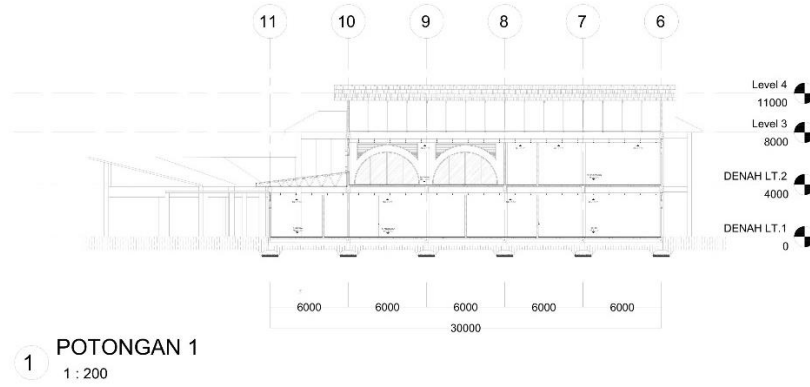 11 10 9 8 7 6
Level 4
11000
Level 3
8000
DENAH LT.2
4000
DENAH LT.1
0
6000 6000 6000 6000 6000
30000
1 POTONGAN 1
1 : 200